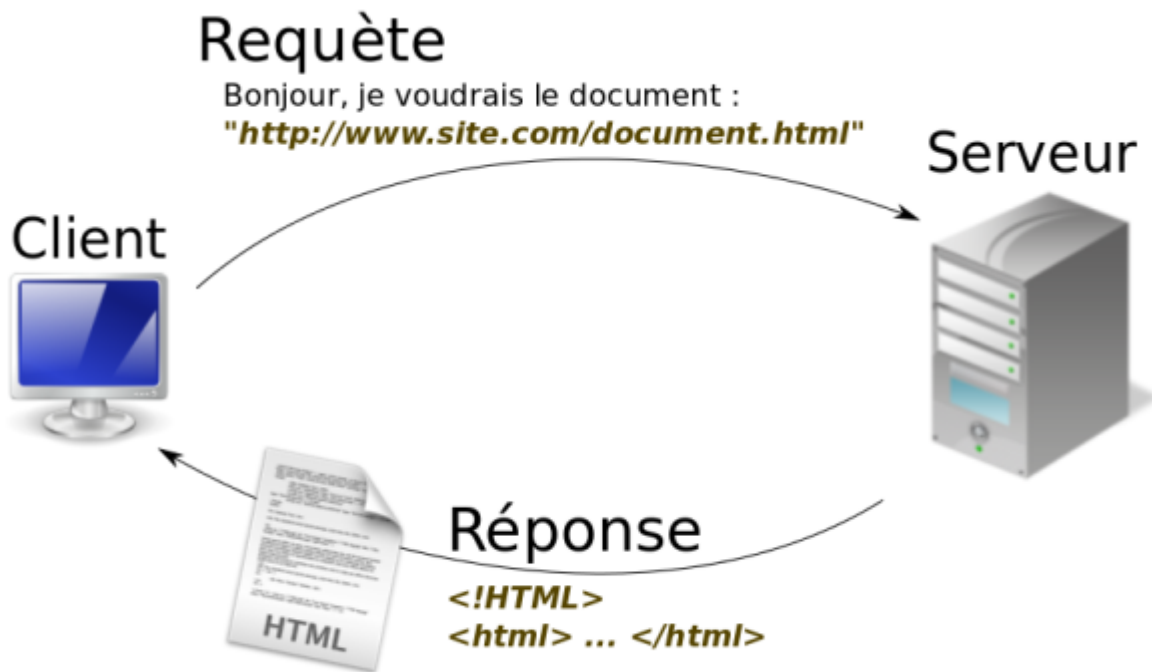 Requète
Bonjour, je voudrais le document :
"http://www.site.com/document.html"
Serveur
Client
Réponse
<!HTML>
<html> ... </html>
HTML